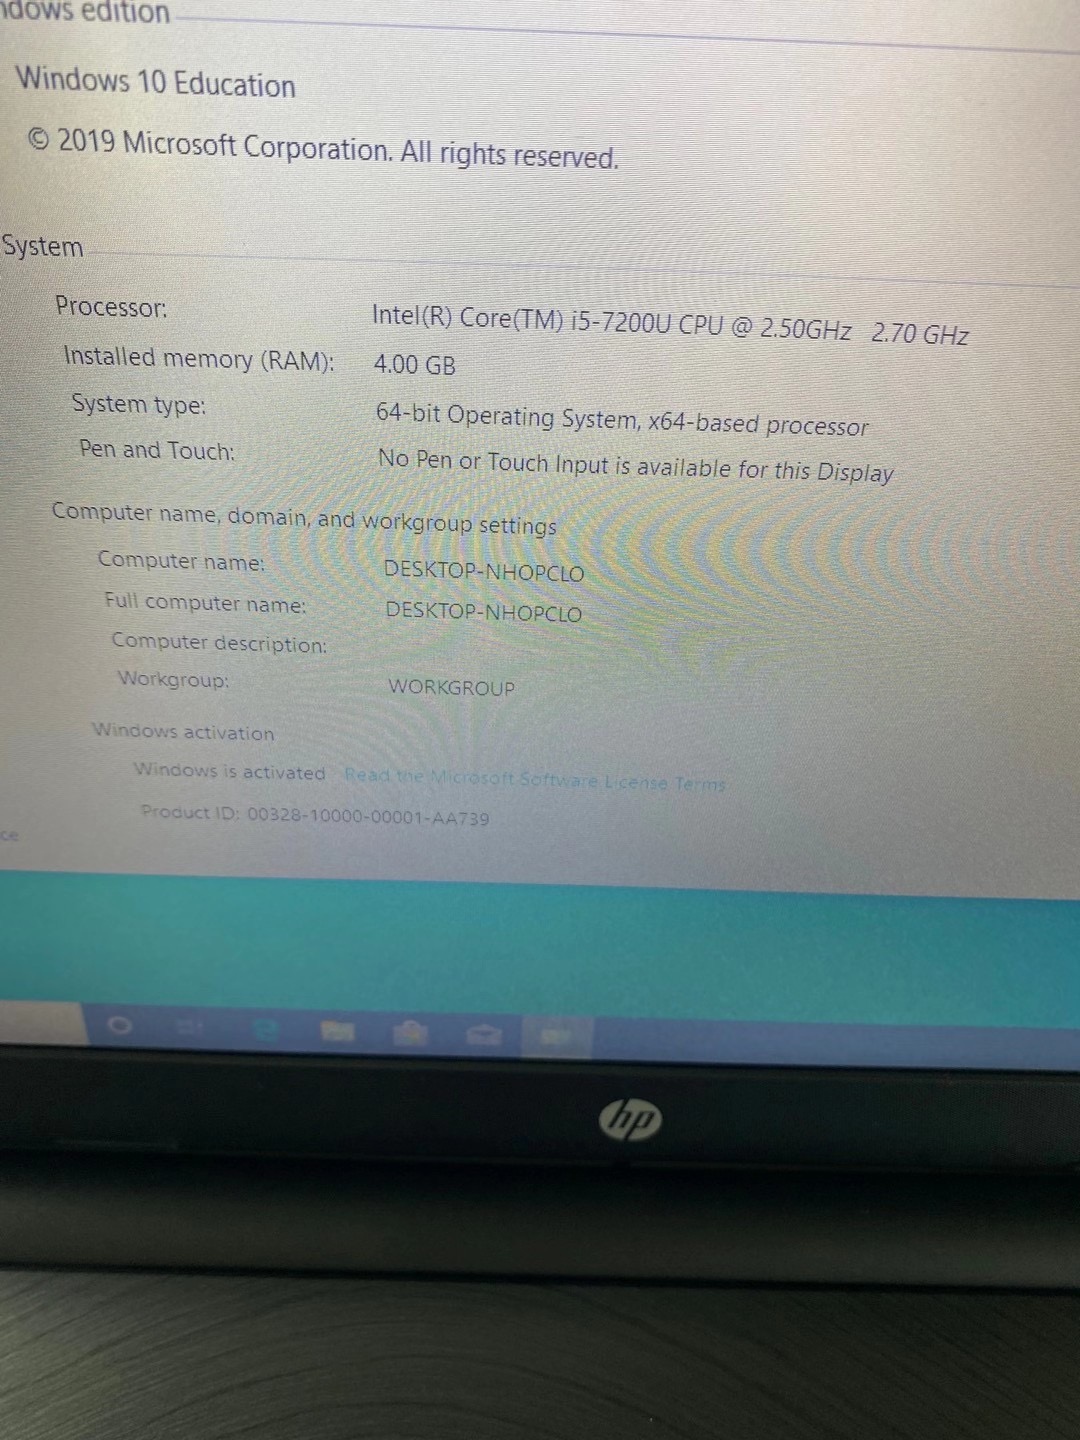 ndows edition
Windows 10 Education
© 2019 Microsoft Corporation. All rights reserved.
System
Processor: Intel(R) Core(TM) i5-7200U CPU @ 2.50GHz 2.70 GHz
Installed memory (RAM): 4.00 GB
System type: 64-bit Operating System, x64-based processor
Pen and Touch: No Pen or Touch Input is available for this Display
Computer name, domain, and workgroup settings
Computer name: DESKTOP-NHOPCLO
Full computer name: DESKTOP-NHOPCLO
Computer description:
Workgroup: WORKGROUP
Windows activation
Windows is activated Read the Microsoft Software License Terms
Product ID: 00328-10000-00001-AA739
ce
hp